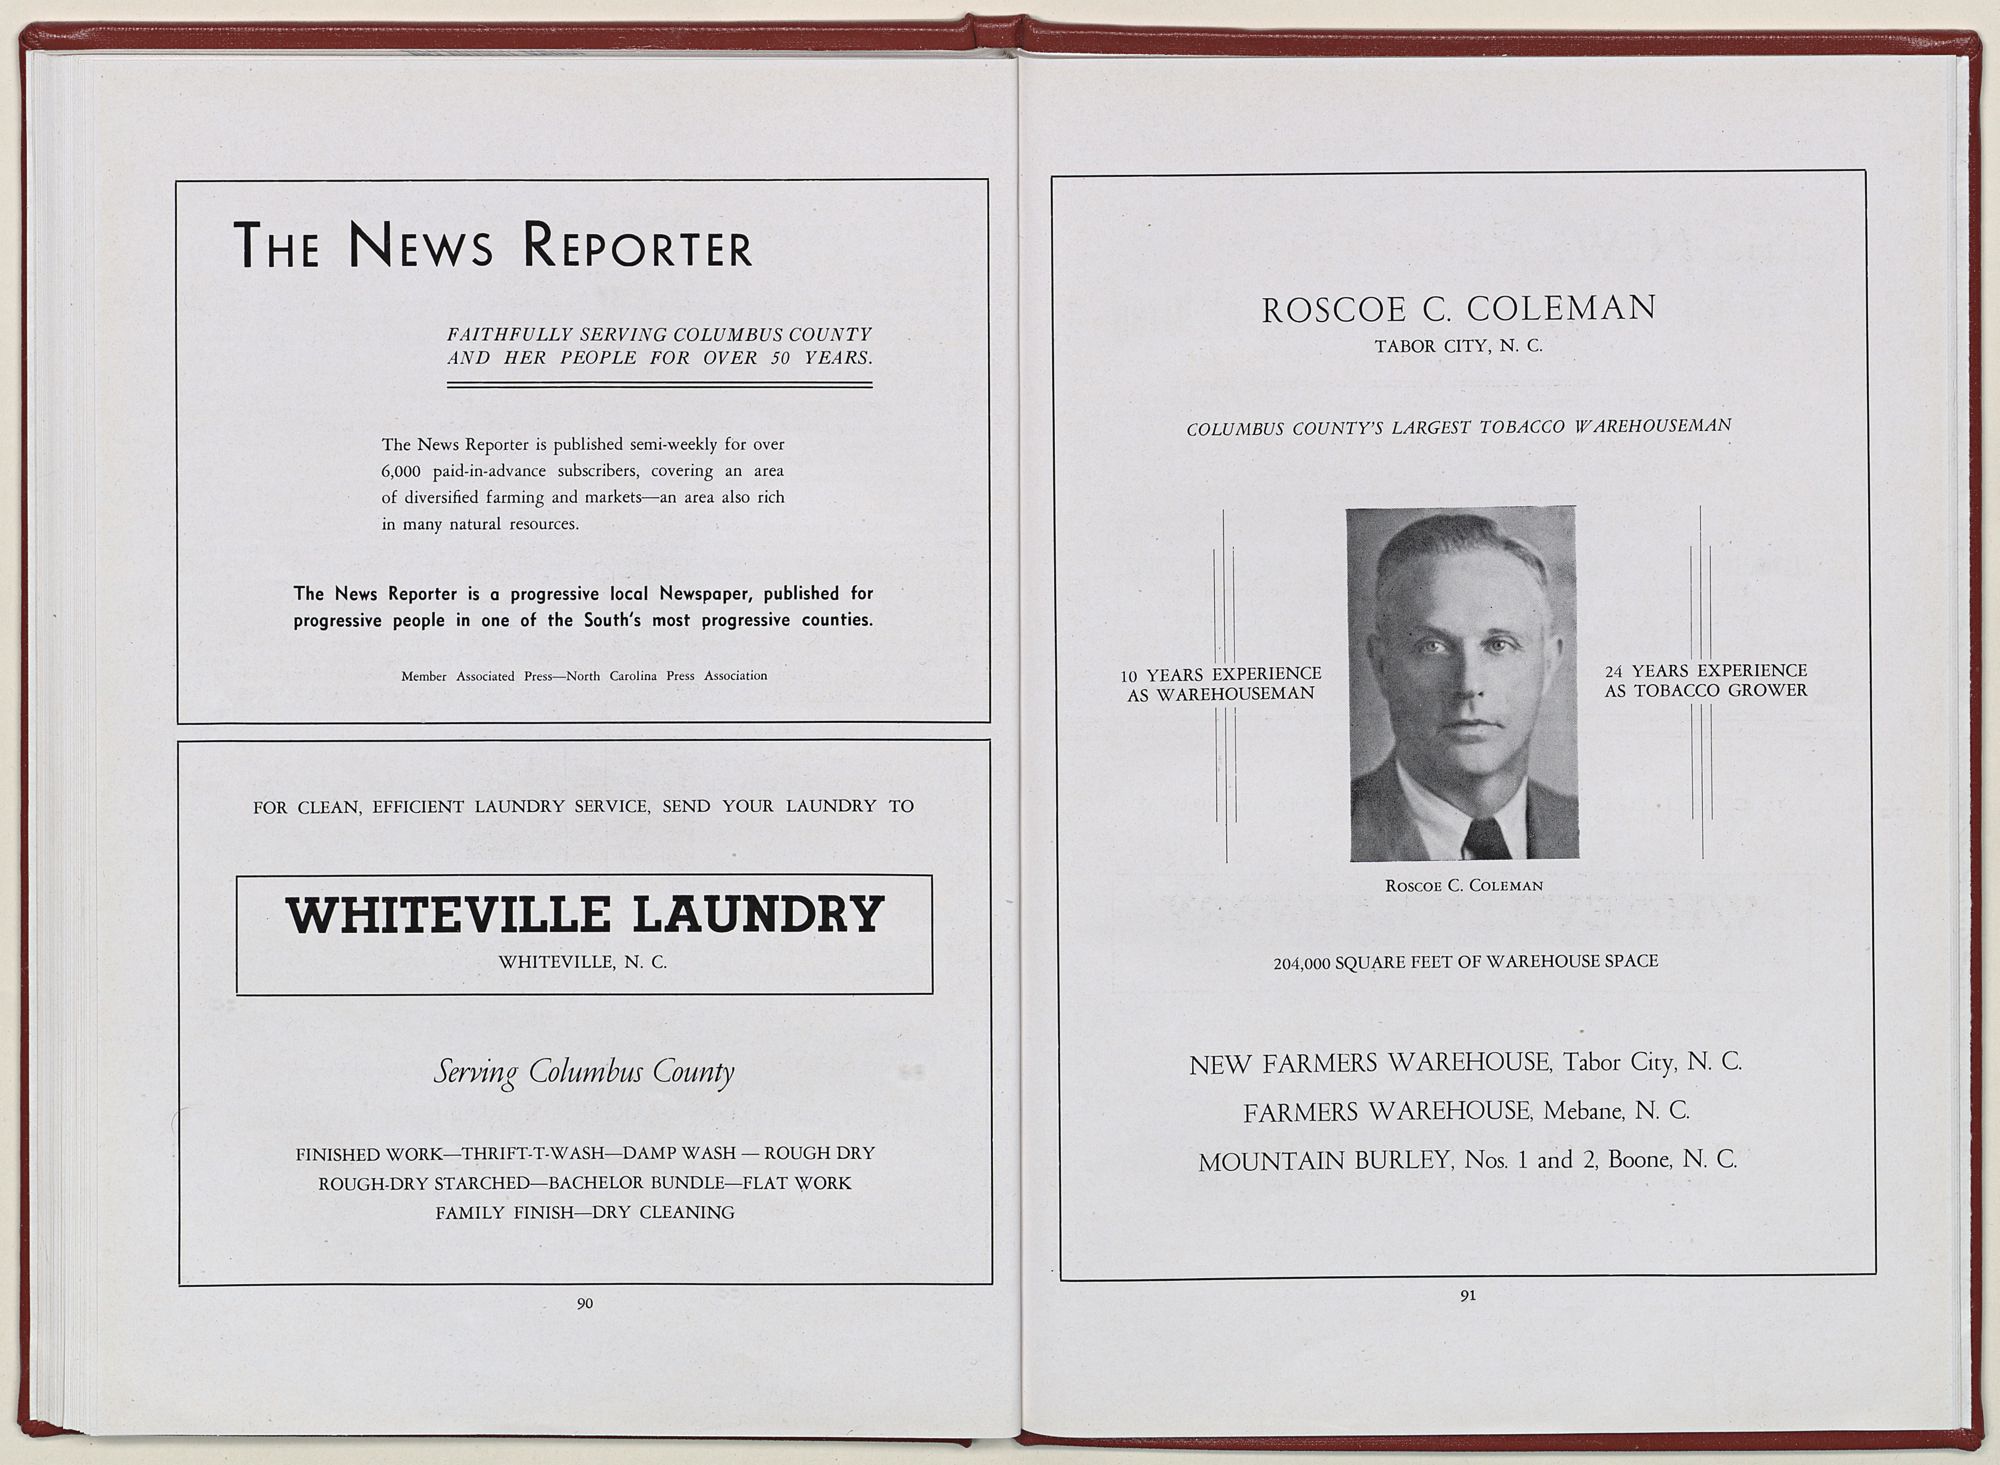 THE NEWS REPORTER
FAITHFULLY SERVING COLUMBUS COUNTY
AND HER PEOPLE FOR OVER 50 YEARS.
The News Reporter is published semi-weekly for over
6,000 paid-in-advance subscribers, covering an area
of diversified farming and markets—an area also rich
in many natural resources.
The News Reporter is a progressive local Newspaper, published for
progressive people in one of the South's most progressive counties.
Member Associated Press—North Carolina Press Association
FOR CLEAN, EFFICIENT LAUNDRY SERVICE, SEND YOUR LAUNDRY TO
WHITEVILLE LAUNDRY
WHITEVILLE, N. C.
Serving Columbus County
FINISHED WORK—THRIFT-T-WASH—DAMP WASH — ROUGH DRY
ROUGH-DRY STARCHED—BACHELOR BUNDLE—FLAT WORK
FAMILY FINISH—DRY CLEANING
90
ROSCOE C. COLEMAN
TABOR CITY, N. C.
COLUMBUS COUNTY'S LARGEST TOBACCO WAREHOUSEMAN
10 YEARS EXPERIENCE
AS WAREHOUSEMAN
24 YEARS EXPERIENCE
AS TOBACCO GROWER
ROSCOE C. COLEMAN
204,000 SQUARE FEET OF WAREHOUSE SPACE
NEW FARMERS WAREHOUSE, Tabor City, N. C.
FARMERS WAREHOUSE, Mebane, N. C.
MOUNTAIN BURLEY, Nos. 1 and 2, Boone, N. C.
91